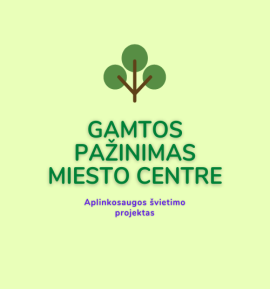 GAMTOS
PAŽINIMAS
MIESTO CENTRE
Aplinkosaugos švietimo
projektas